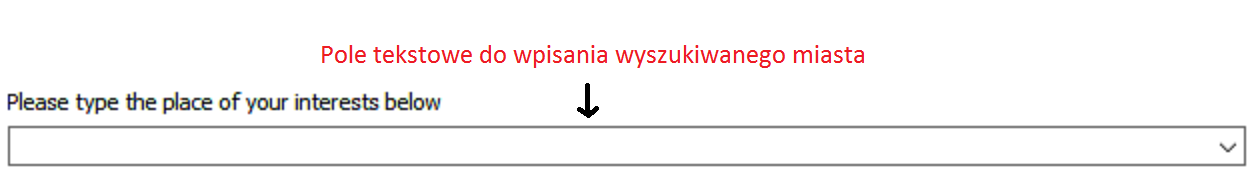 Pole tekstowe do wpisania wyszukiwanego miasta
Please type the place of your interests below